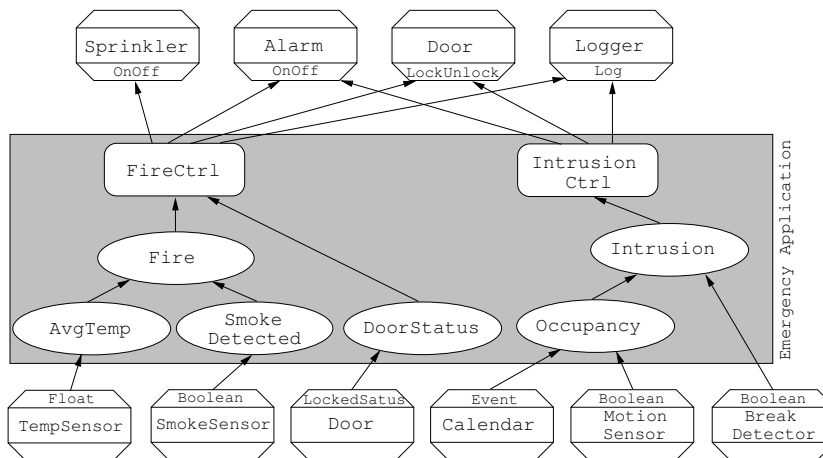 Sprinkler
OnOff
Alarm
OnOff
Door
LockUnlock
Logger
Log
FireCtrl
Intrusion
Ctrl
Fire
Intrusion
AvgTemp
Smoke
Detected
DoorStatus
Occupancy
Emergency Application
Float
TempSensor
Boolean
SmokeSensor
LockedSatus
Door
Event
Calendar
Boolean
Motion
Sensor
Boolean
Break
Detector